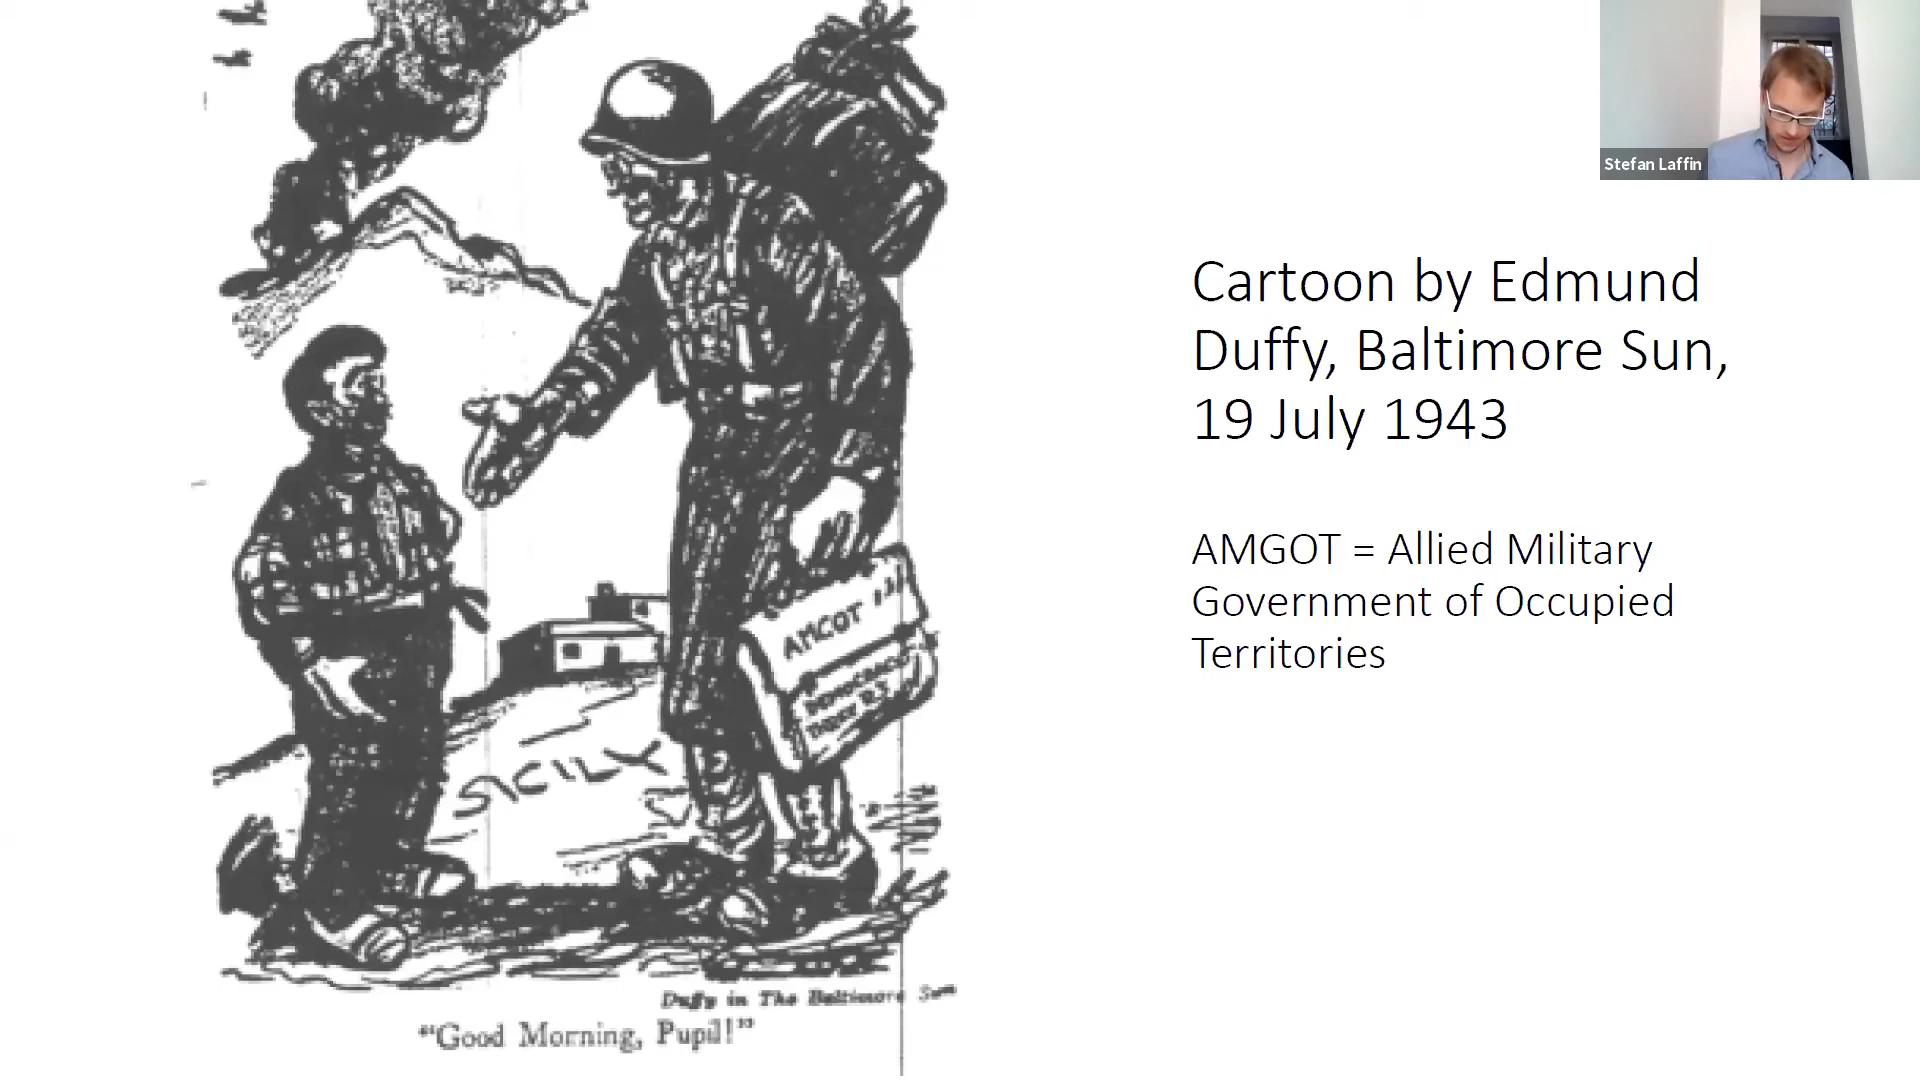 Stefan Laffin
Cartoon by Edmund
Duffy, Baltimore Sun,
19 July 1943
AMGOT = Allied Military
Government of Occupied
Territories
AMGOT
SICILY
Duffy in The Baltimore Sun
"Good Morning, Pupil!"